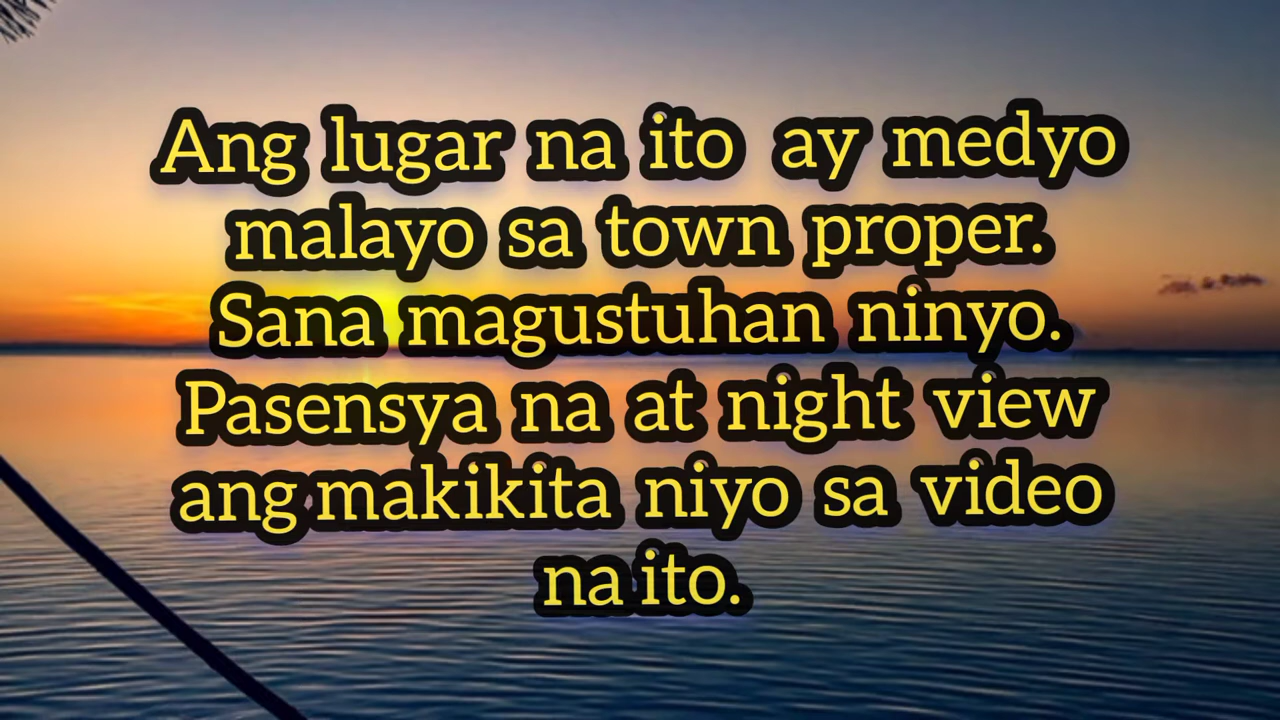 Ang lugar na ito ay medyo
malayo sa town proper.
Sana magustuhan ninyo.
Pasensya na at night view
ang makikita niyo sa video
na ito.